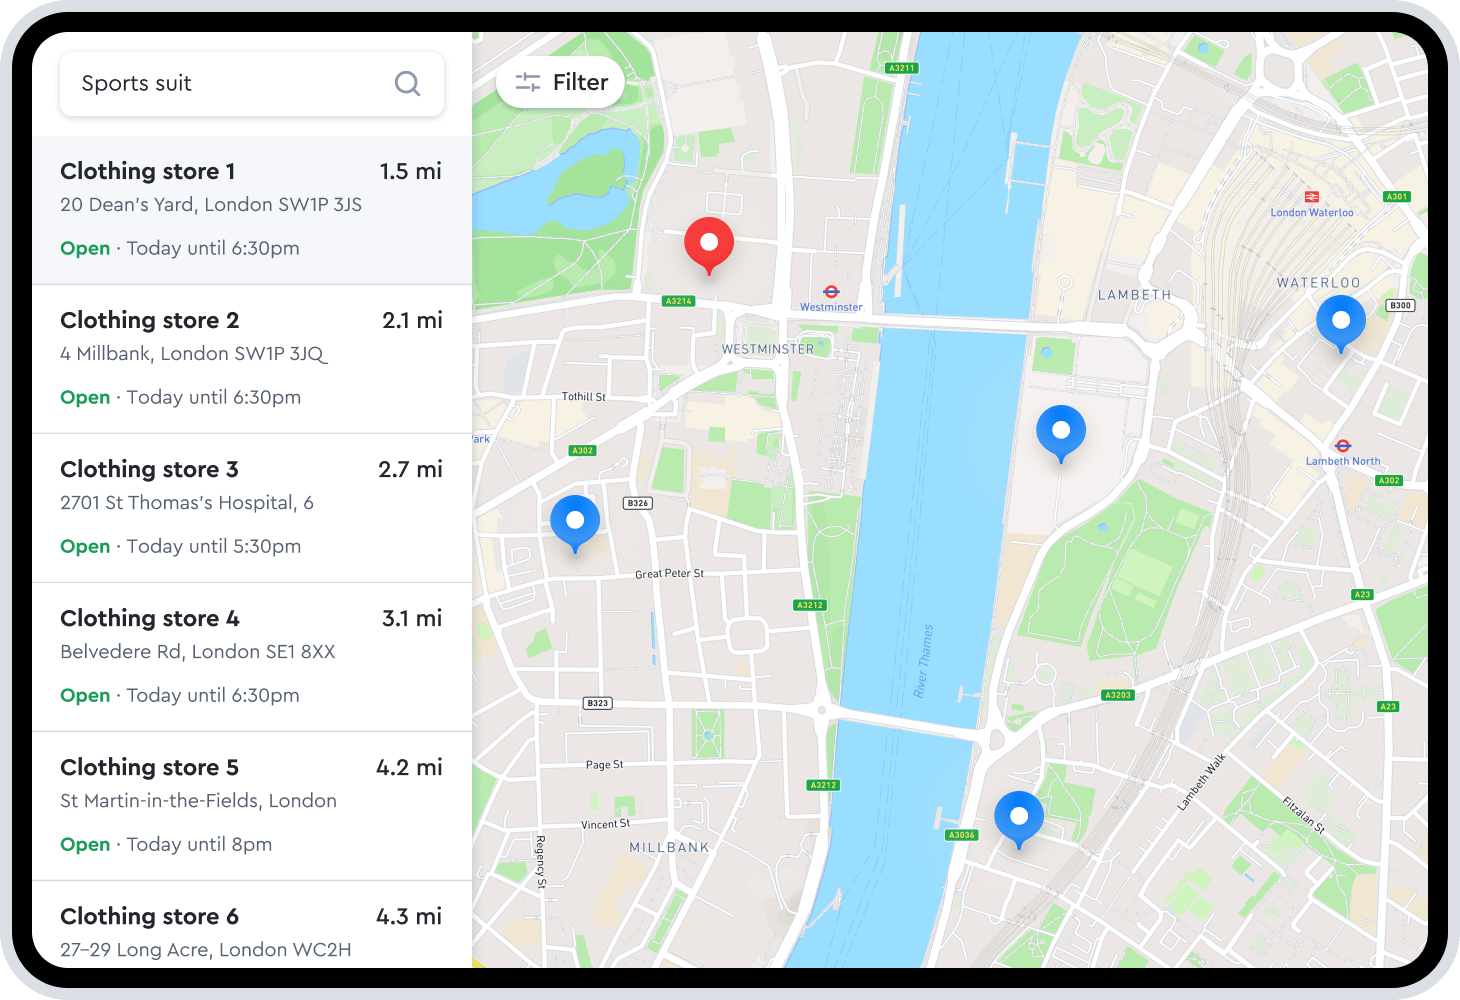 Sports suit
Filter
Clothing store 1 1.5 mi
20 Dean's Yard, London SW1P 3JS
Open · Today until 6:30pm
Clothing store 2 2.1 mi
4 Millbank, London SW1P 3JQ
Open · Today until 6:30pm
Clothing store 3 2.7 mi
2701 St Thomas's Hospital, 6
Open · Today until 5:30pm
Clothing store 4 3.1 mi
Belvedere Rd, London SE1 8XX
Open · Today until 6:30pm
Clothing store 5 4.2 mi
St Martin-in-the-Fields, London
Open · Today until 8pm
Clothing store 6 4.3 mi
27–29 Long Acre, London WC2H
A3211
A301
London Waterloo
WATERLOO
LAMBETH
Westminster
A3214
B300
WESTMINSTER
Tothill St
ark
A302
Lambeth North
A302
B326
Great Peter St
A3212
A23
River Thames
A3203
B323
A23
Page St
A3212
Lambeth Walk
Fitzalan St
Vincent St
A3036
MILLBANK
Regency St